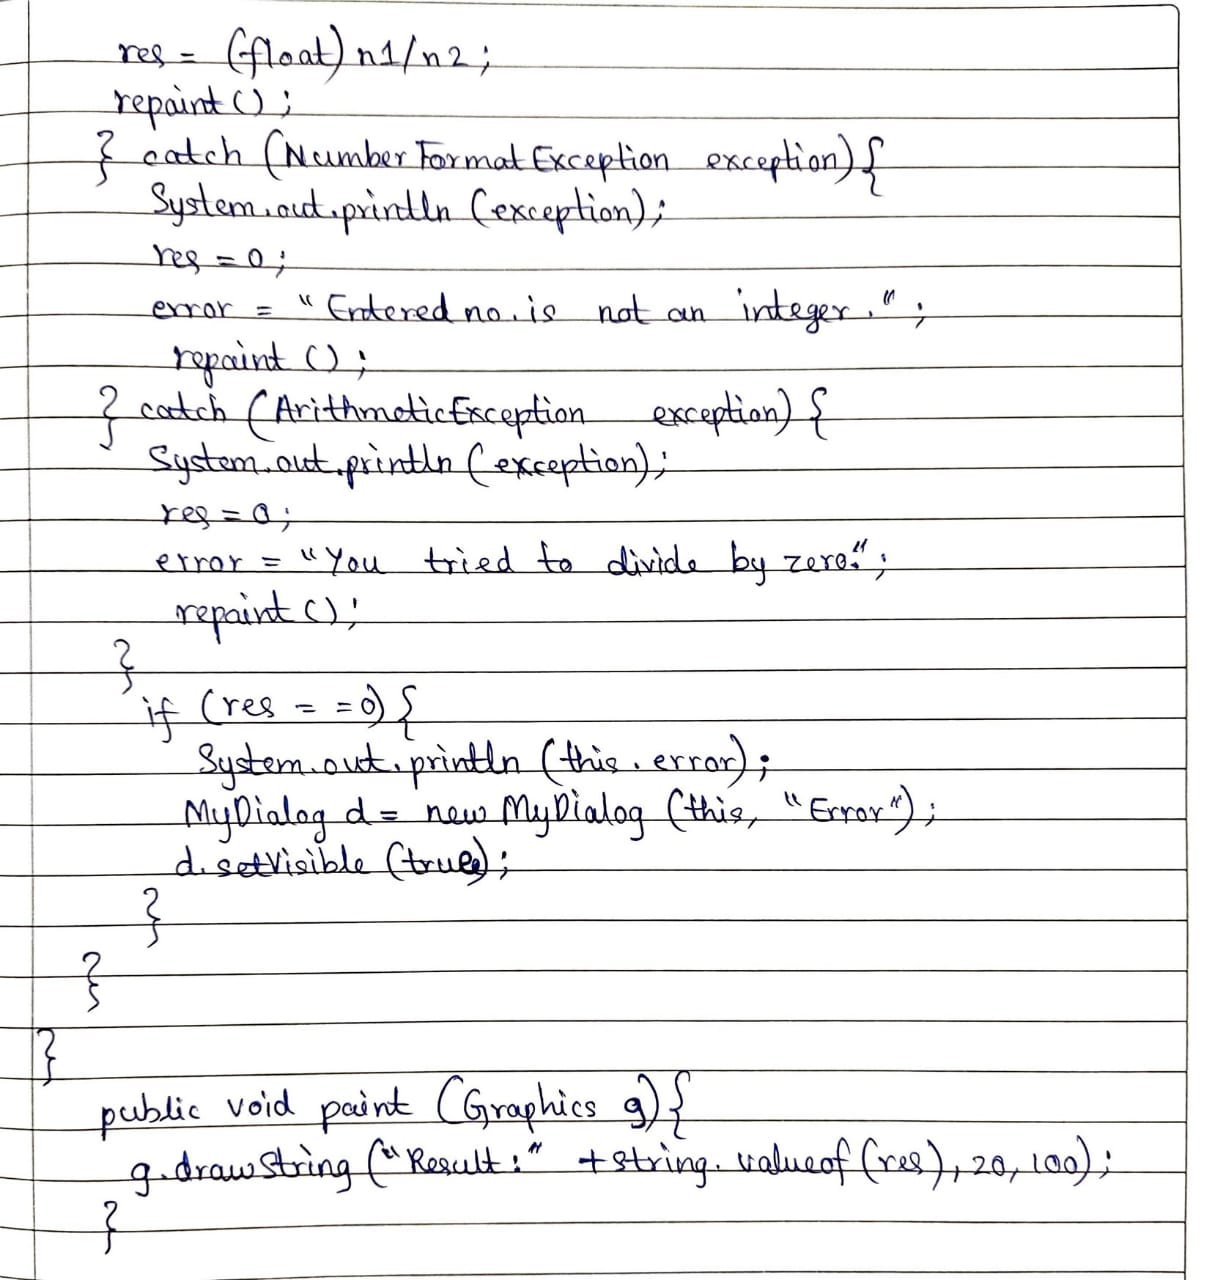 res = (float) n1/n2;
repaint();
} catch (NumberFormatException exception) {
System.out.println (exception);
res = 0;
error = "Entered no. is not an integer.";
repaint ();
} catch (ArithmeticException exception) {
System.out.println (exception);
res = 0;
error = "You tried to divide by zero.";
repaint ();
}
if (res == 0) {
System.out.println (this.error);
MyDialog d = new MyDialog (this, "Error");
d.setVisible (true);
}
}
}
public void paint (Graphics g) {
g.drawString ("Result:" + string.valueof (res), 20, 100);
}